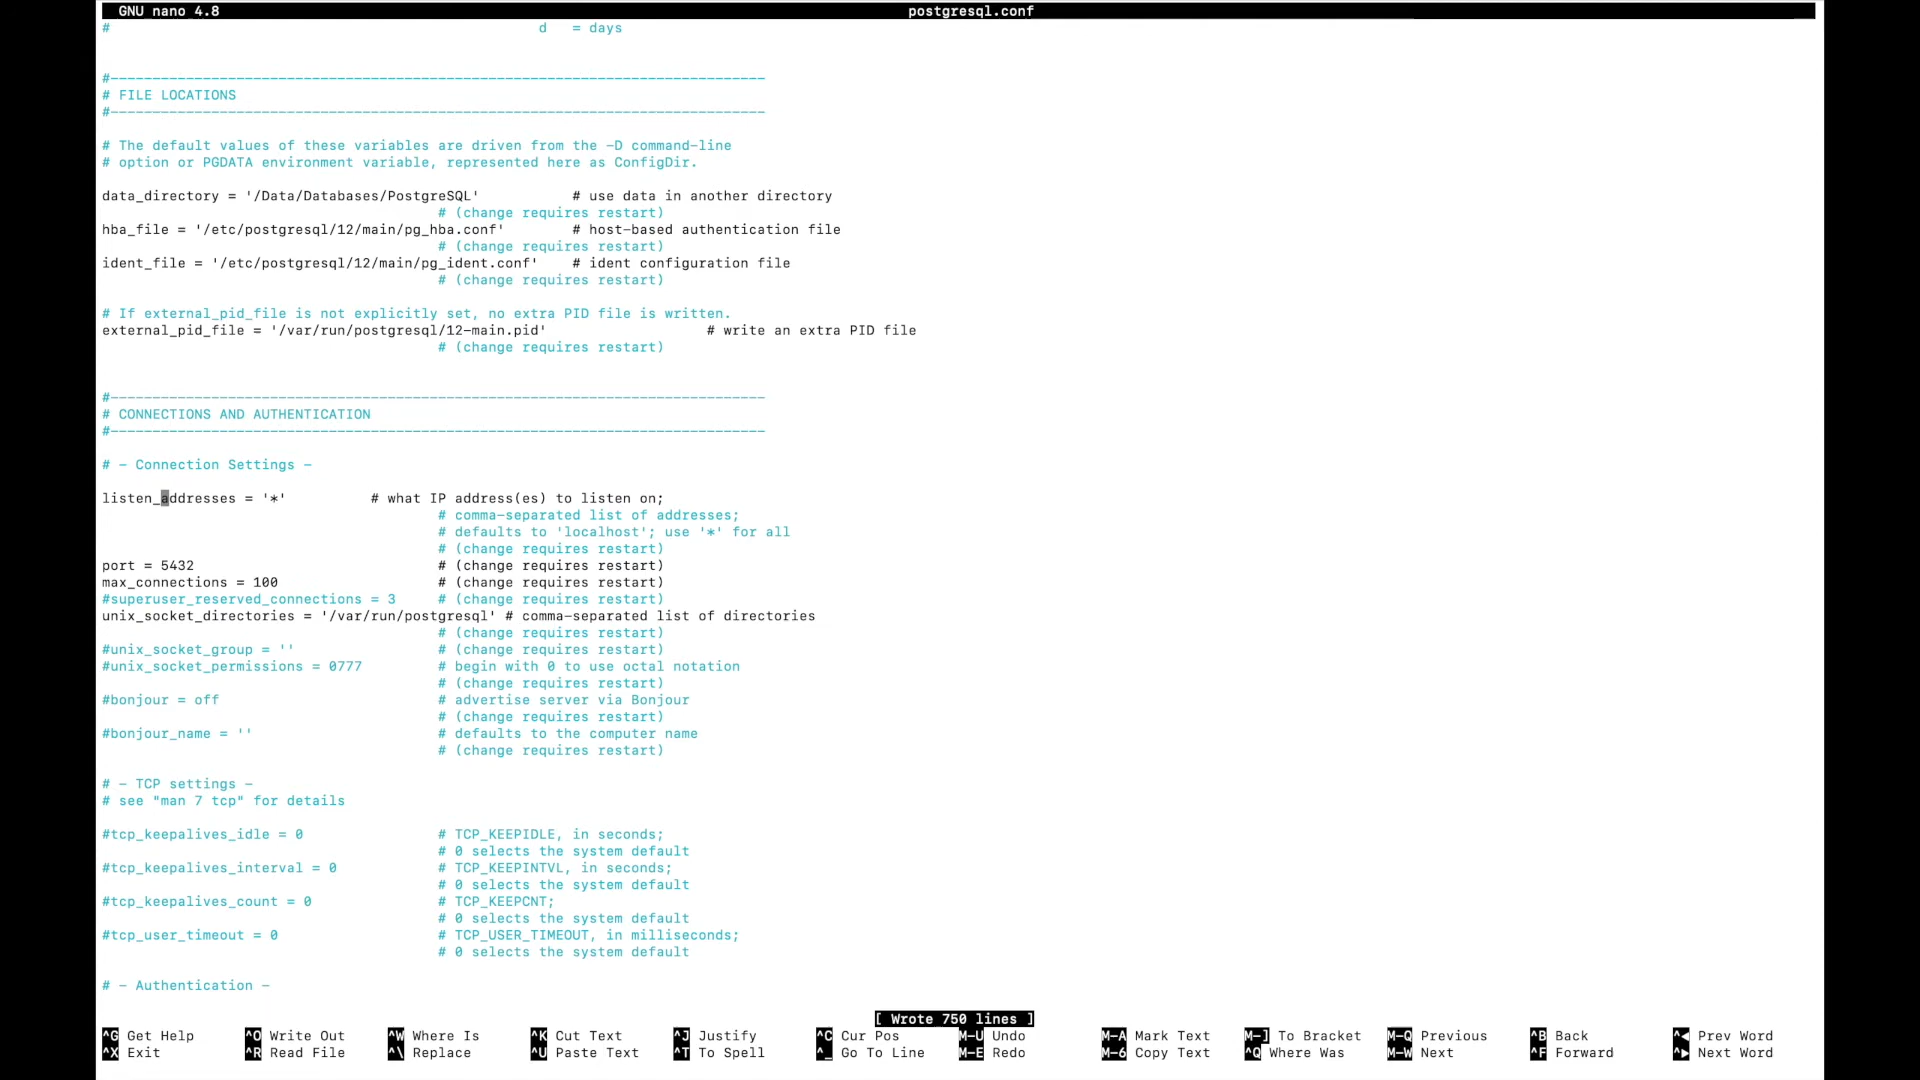 GNU nano 4.8 postgresql.conf
# d = days
#------------------------------------------------------------------------------
# FILE LOCATIONS
#------------------------------------------------------------------------------
# The default values of these variables are driven from the -D command-line
# option or PGDATA environment variable, represented here as ConfigDir.
data_directory = '/Data/Databases/PostgreSQL' # use data in another directory
# (change requires restart)
hba_file = '/etc/postgresql/12/main/pg_hba.conf' # host-based authentication file
# (change requires restart)
ident_file = '/etc/postgresql/12/main/pg_ident.conf' # ident configuration file
# (change requires restart)
# If external_pid_file is not explicitly set, no extra PID file is written.
external_pid_file = '/var/run/postgresql/12-main.pid' # write an extra PID file
# (change requires restart)
#------------------------------------------------------------------------------
# CONNECTIONS AND AUTHENTICATION
#------------------------------------------------------------------------------
# - Connection Settings -
listen_addresses = '*' # what IP address(es) to listen on;
# comma-separated list of addresses;
# defaults to 'localhost'; use '*' for all
# (change requires restart)
port = 5432 # (change requires restart)
max_connections = 100 # (change requires restart)
#superuser_reserved_connections = 3 # (change requires restart)
unix_socket_directories = '/var/run/postgresql' # comma-separated list of directories
# (change requires restart)
#unix_socket_group = '' # (change requires restart)
#unix_socket_permissions = 0777 # begin with 0 to use octal notation
# (change requires restart)
#bonjour = off # advertise server via Bonjour
# (change requires restart)
#bonjour_name = '' # defaults to the computer name
# (change requires restart)
# - TCP settings -
# see "man 7 tcp" for details
#tcp_keepalives_idle = 0 # TCP_KEEPIDLE, in seconds;
# 0 selects the system default
#tcp_keepalives_interval = 0 # TCP_KEEPINTVL, in seconds;
# 0 selects the system default
#tcp_keepalives_count = 0 # TCP_KEEPCNT;
# 0 selects the system default
#tcp_user_timeout = 0 # TCP_USER_TIMEOUT, in milliseconds;
# 0 selects the system default
# - Authentication -
[ Wrote 750 lines ]
^G Get Help ^O Write Out ^W Where Is ^K Cut Text ^J Justify ^C Cur Pos M-U Undo M-A Mark Text M-] To Bracket M-Q Previous ^B Back ^◀ Prev Word
^X Exit ^R Read File ^\ Replace ^U Paste Text ^T To Spell ^_ Go To Line M-E Redo M-6 Copy Text ^Q Where Was M-W Next ^F Forward ^▶ Next Word